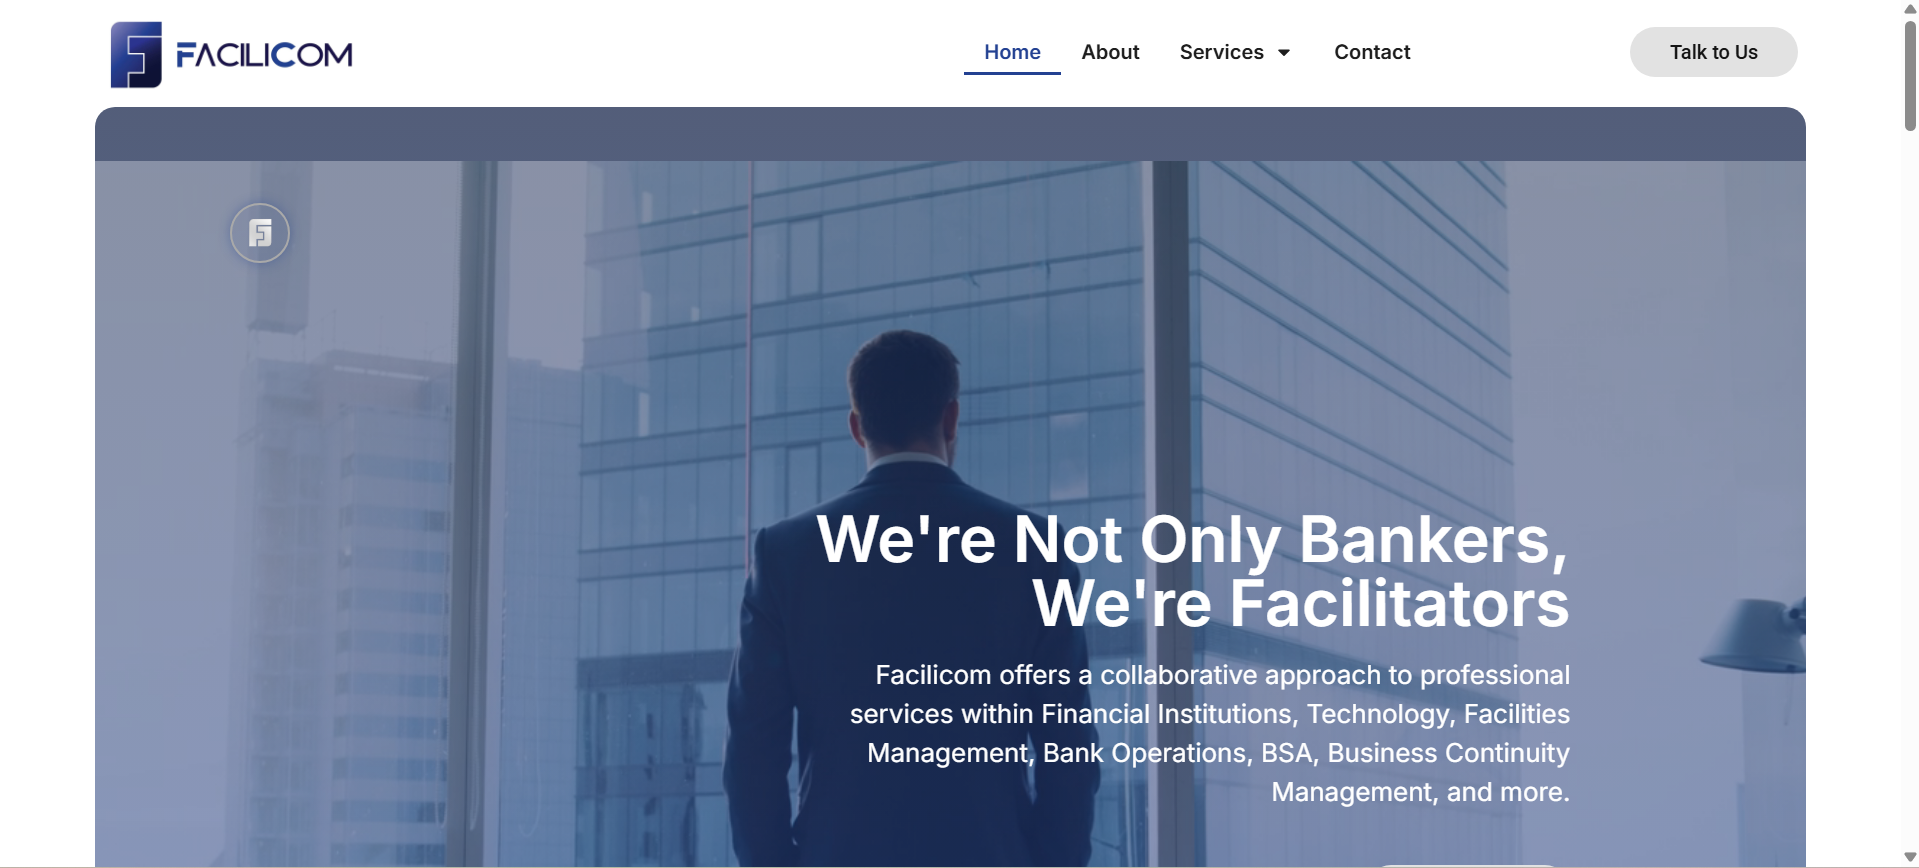 FACILICOM
Home
About
Services
Contact
Talk to Us
We're Not Only Bankers,
We're Facilitators
Facilicom offers a collaborative approach to professional
services within Financial Institutions, Technology, Facilities
Management, Bank Operations, BSA, Business Continuity
Management, and more.